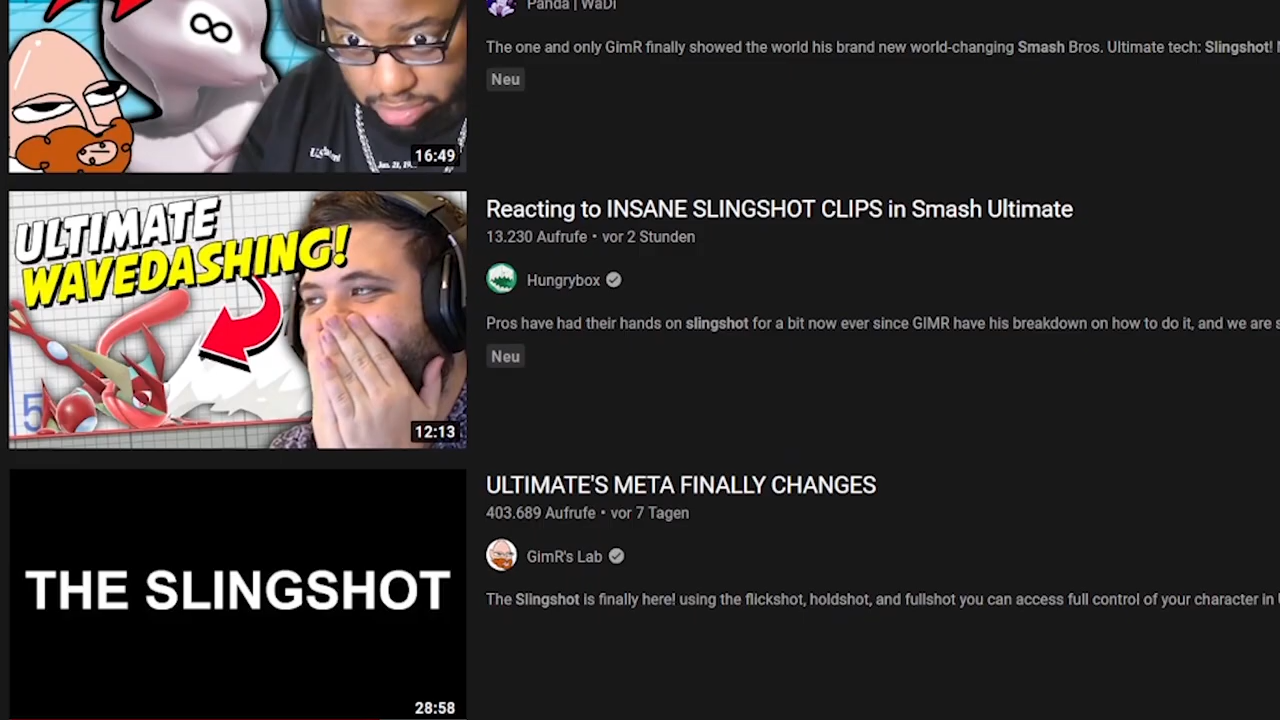 Panda | WaDi
The one and only GimR finally showed the world his brand new world-changing Smash Bros. Ultimate tech: Slingshot!
Neu
16:49
ULTIMATE
WAVEDASHING!
5
12:13
Reacting to INSANE SLINGSHOT CLIPS in Smash Ultimate
13.230 Aufrufe • vor 2 Stunden
Hungrybox
Pros have had their hands on slingshot for a bit now ever since GIMR have his breakdown on how to do it, and we are s
Neu
THE SLINGSHOT
28:58
ULTIMATE'S META FINALLY CHANGES
403.689 Aufrufe • vor 7 Tagen
GimR's Lab
The Slingshot is finally here! using the flickshot, holdshot, and fullshot you can access full control of your character in